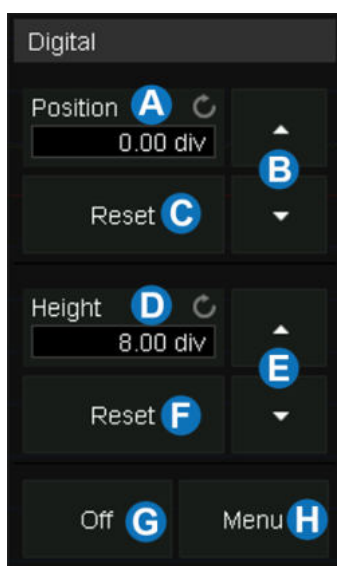 Digital
Position A
0.00 div
B
Reset C
Height D
8.00 div
E
Reset F
Off G
Menu H